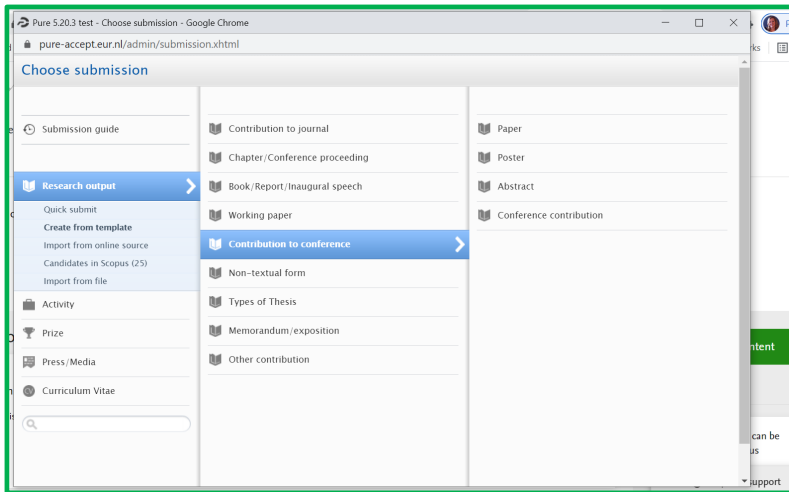 Pure 5.20.3 test - Choose submission - Google Chrome
pure-accept.eur.nl/admin/submission.xhtml
Choose submission
Submission guide
Research output
Quick submit
Create from template
Import from online source
Candidates in Scopus (25)
Import from file
Activity
Prize
Press/Media
Curriculum Vitae
Contribution to journal
Chapter/Conference proceeding
Book/Report/Inaugural speech
Working paper
Contribution to conference
Non-textual form
Types of Thesis
Memorandum/exposition
Other contribution
Paper
Poster
Abstract
Conference contribution
rks
ntent
can be
us
support